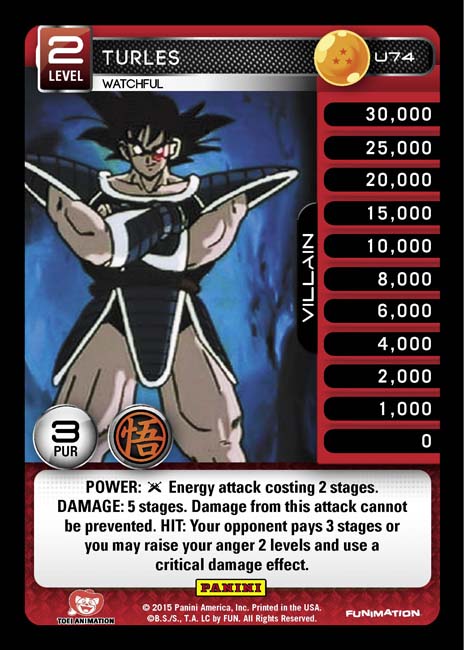 2
LEVEL
TURLES
U74
WATCHFUL
30,000
25,000
20,000
15,000
10,000
8,000
6,000
4,000
2,000
1,000
0
VILLAIN
3
PUR
悟
POWER: Energy attack costing 2 stages.
DAMAGE: 5 stages. Damage from this attack cannot
be prevented. HIT: Your opponent pays 3 stages or
you may raise your anger 2 levels and use a
critical damage effect.
PANINI
TOEI ANIMATION
© 2015 Panini America, Inc. Printed in the USA.
©B.S./S., T.A. LC by FUN. All Rights Reserved.
FUNIMATION